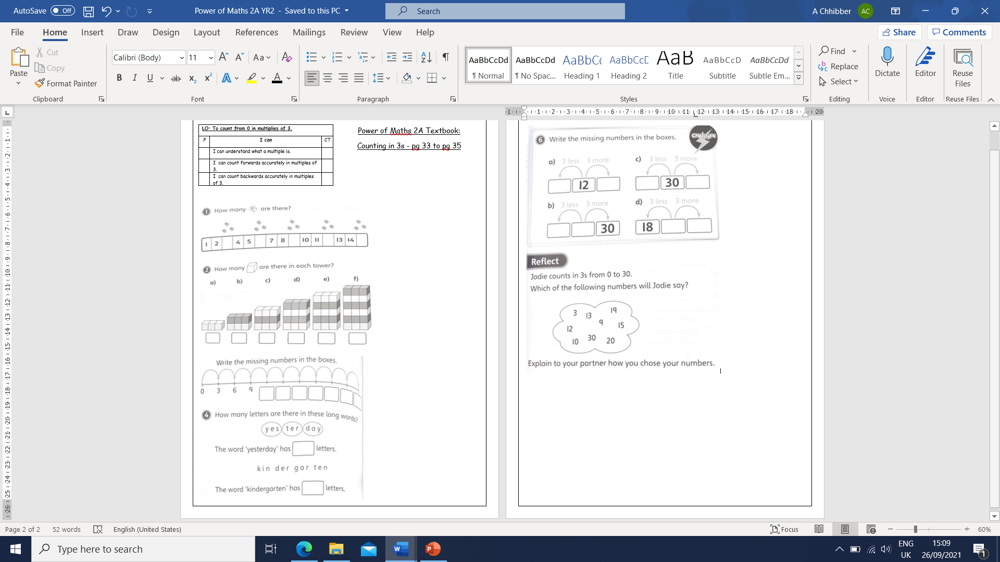 AutoSave Off
Power of Maths 2A YR2 - Saved to this PC
Search
A Chhibber AC
File Home Insert Draw Design Layout References Mailings Review View Help
Share Comments
Paste
Cut
Copy
Format Painter
Clipboard
Calibri (Body) 11
Font
Paragraph
AaBbCcDd AaBbCcDd AaBbCc AaBbCcD AaB AaBbCcD AaBbCcDd
¶ Normal ¶ No Spac... Heading 1 Heading 2 Title Subtitle Subtle Em...
Styles
Find
Replace
Select
Editing
Dictate
Voice
Editor
Editor
Reuse Files
Reuse Files
LO: To count from 0 in multiples of 3.
P I can CT
I can understand what a multiple is.
I can count forwards accurately in multiples of
3.
I can count backwards accurately in multiples
of 3.
Power of Maths 2A Textbook:
Counting in 3s - pg 33 to pg 35
1 How many are there?
1 2 4 5 7 8 10 11 13 14
2 How many are there in each tower?
a) b) c) d) e) f)
Write the missing numbers in the boxes.
0 3 6 9
4 How many letters are there in these long words?
yes ter day
The word 'yesterday' has letters.
kin der gar ten
The word 'kindergarten' has letters.
6 Write the missing numbers in the boxes.
CHALLENGE
a) 3 less 3 more
12
c) 3 less 3 more
30
b) 3 less 3 more
30
d) 3 less 3 more
18
Reflect
Jodie counts in 3s from 0 to 30.
Which of the following numbers will Jodie say?
3 13 19
9
12 15
10 30 20
Explain to your partner how you chose your numbers.
Page 2 of 2 52 words English (United States)
Focus
60%
Type here to search
ENG
UK
15:09
26/09/2021
1